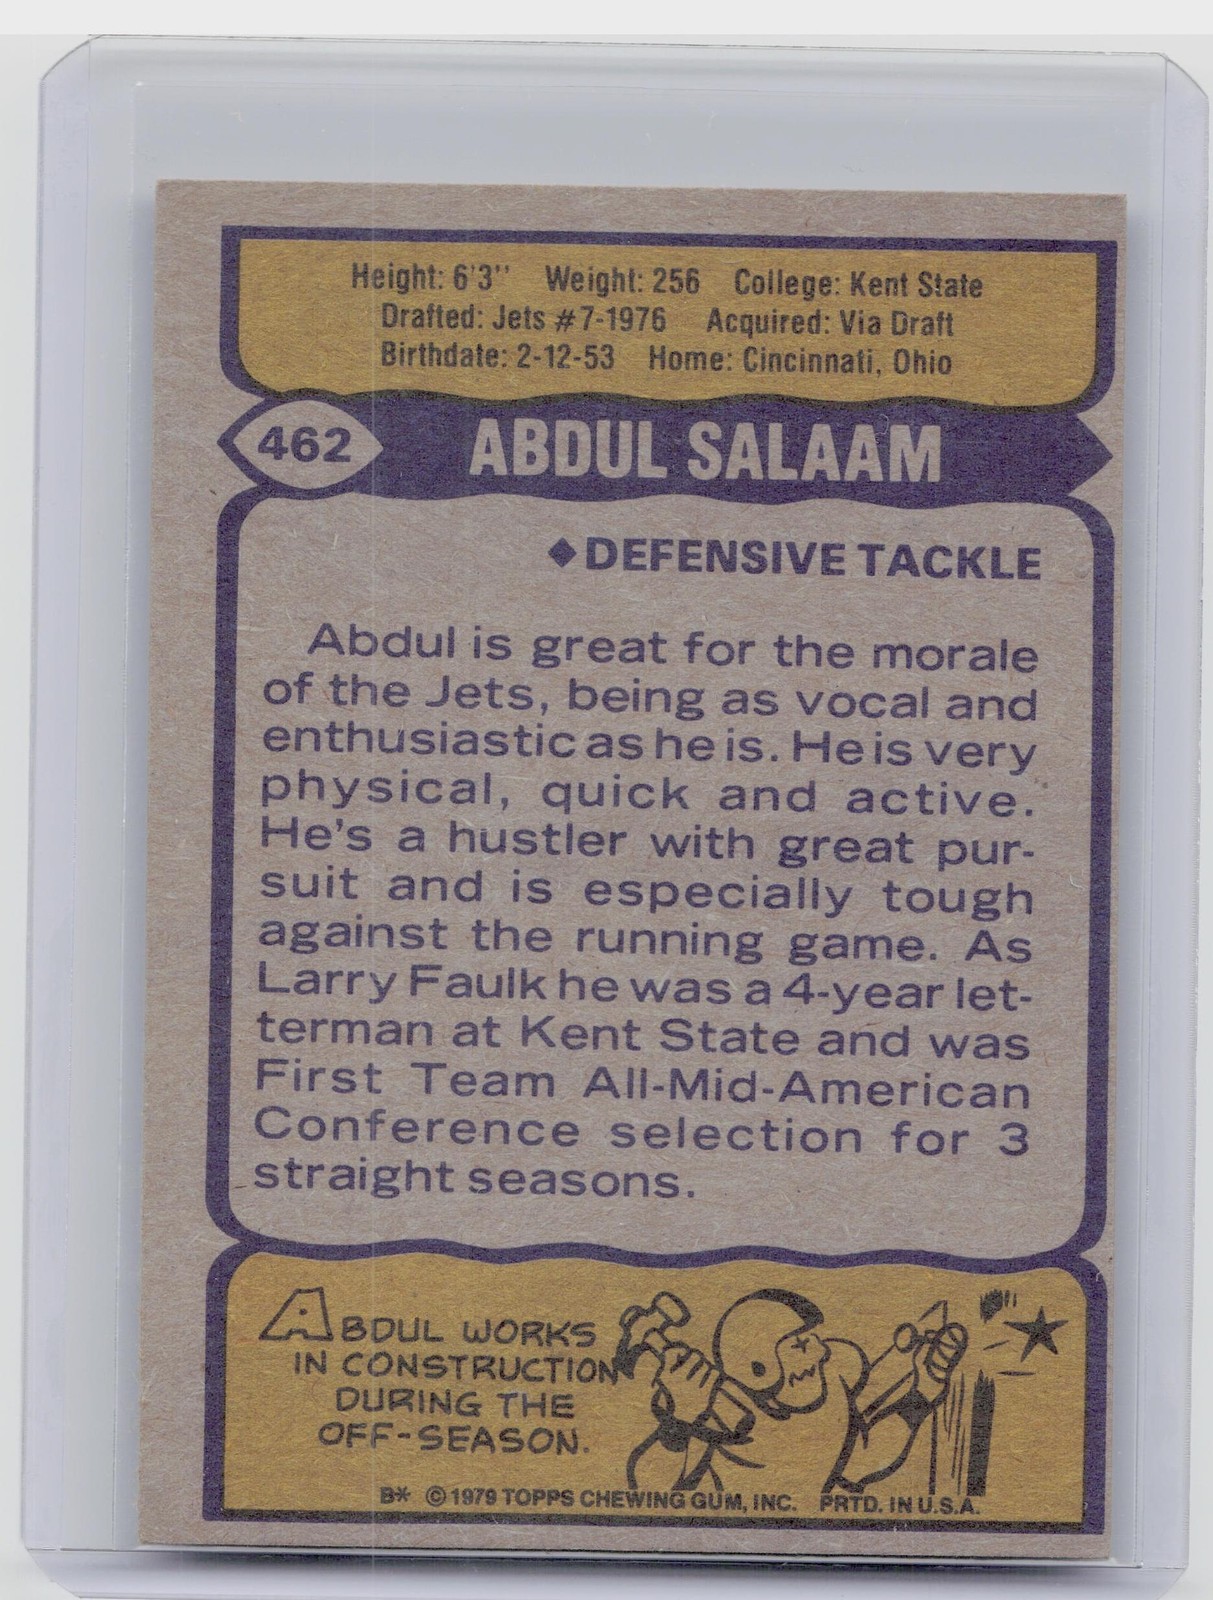 Height: 6'3'' Weight: 256 College: Kent State
Drafted: Jets #7-1976 Acquired: Via Draft
Birthdate: 2-12-53 Home: Cincinnati, Ohio
462 ABDUL SALAAM
◆DEFENSIVE TACKLE
Abdul is great for the morale
of the Jets, being as vocal and
enthusiastic as he is. He is very
physical, quick and active.
He's a hustler with great pur-
suit and is especially tough
against the running game. As
Larry Faulk he was a 4-year let-
terman at Kent State and was
First Team All-Mid-American
Conference selection for 3
straight seasons.
ABDUL WORKS
IN CONSTRUCTION
DURING THE
OFF-SEASON.
B* © 1979 TOPPS CHEWING GUM, INC. PRTD. IN U.S.A.